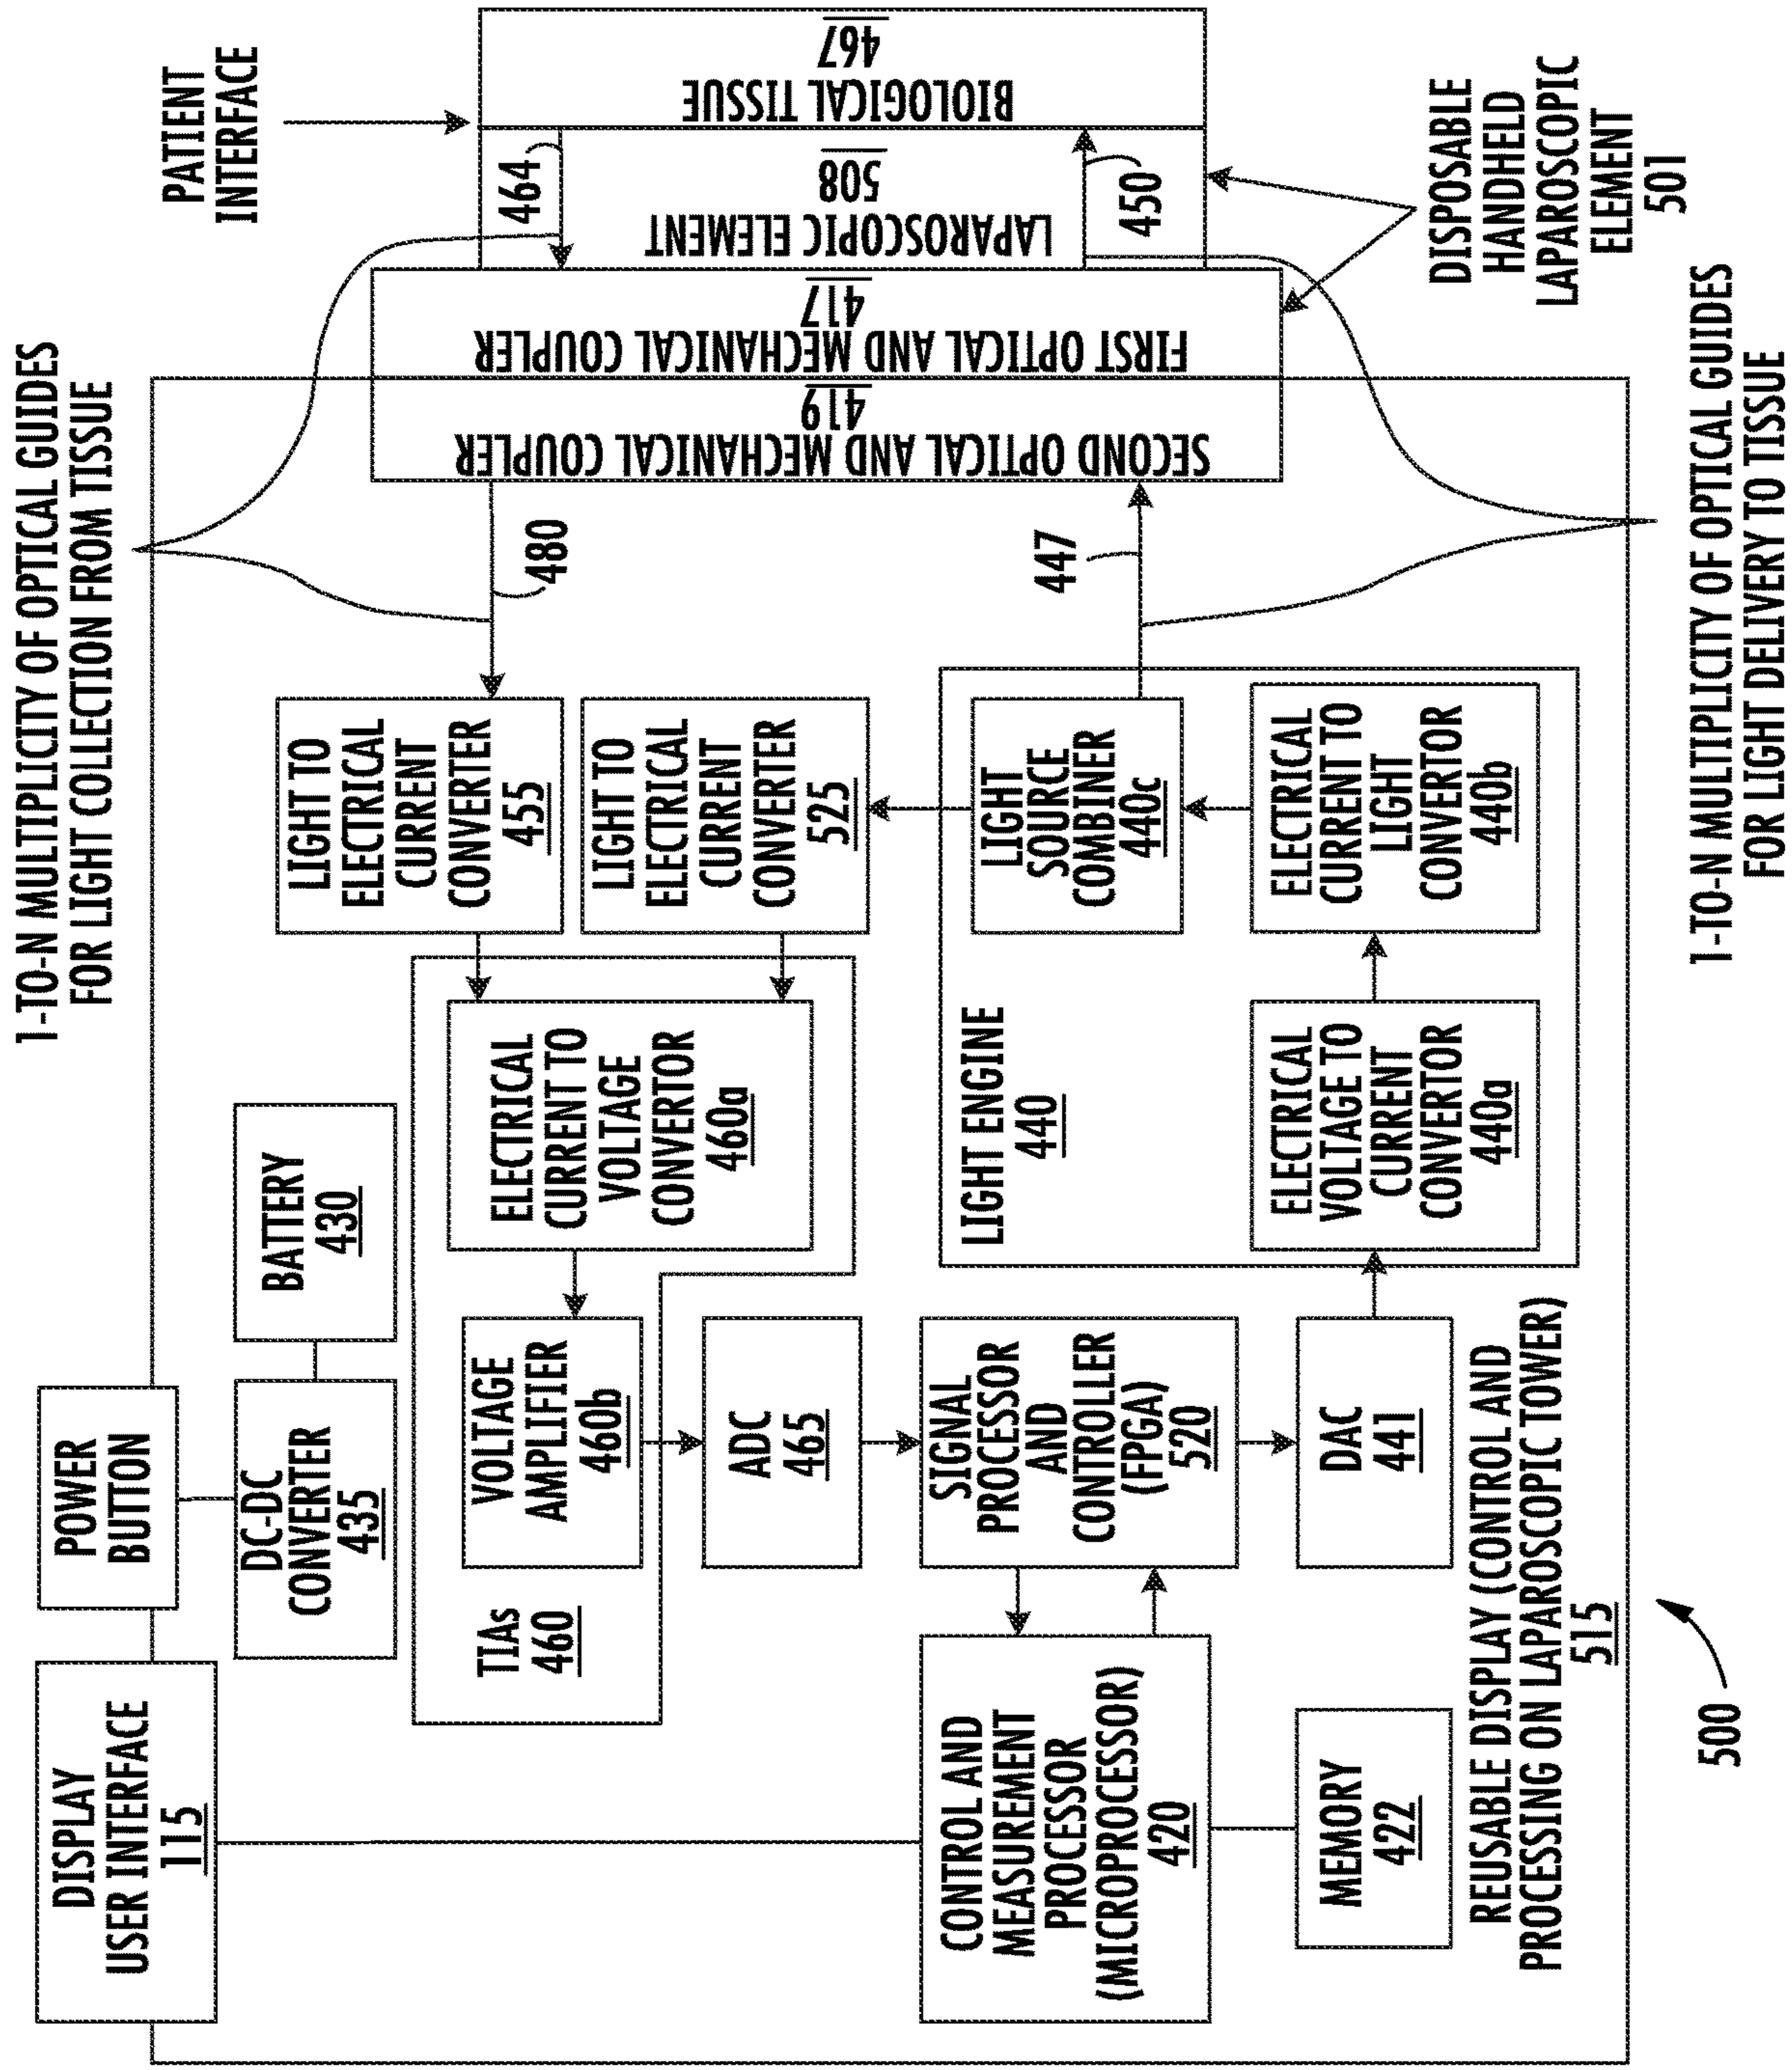 DISPLAY
USER INTERFACE
115
POWER
BUTTON
DC-DC
CONVERTER
435
BATTERY
430
1-TO-N MULTIPLICITY OF OPTICAL GUIDES
FOR LIGHT COLLECTION FROM TISSUE
PATIENT
INTERFACE
TIAs
460
VOLTAGE
AMPLIFIER
460b
ELECTRICAL
CURRENT TO
VOLTAGE
CONVERTOR
460a
LIGHT TO
ELECTRICAL
CURRENT
CONVERTER
455
LIGHT TO
ELECTRICAL
CURRENT
CONVERTER
525
480
464
SECOND OPTICAL AND MECHANICAL COUPLER
419
FIRST OPTICAL AND MECHANICAL COUPLER
417
LAPAROSCOPIC ELEMENT
508
BIOLOGICAL TISSUE
467
ADC
465
CONTROL AND
MEASUREMENT
PROCESSOR
(MICROPROCESSOR)
420
SIGNAL
PROCESSOR
AND
CONTROLLER
(FPGA)
520
LIGHT ENGINE
440
LIGHT
SOURCE
COMBINER
440c
447
450
MEMORY
422
DAC
441
ELECTRICAL
VOLTAGE TO
CURRENT
CONVERTOR
440a
ELECTRICAL
CURRENT TO
LIGHT
CONVERTOR
440b
DISPOSABLE
HANDHELD
LAPAROSCOPIC
ELEMENT
501
REUSABLE DISPLAY (CONTROL AND
PROCESSING ON LAPAROSCOPIC TOWER)
515
500
1-TO-N MULTIPLICITY OF OPTICAL GUIDES
FOR LIGHT DELIVERY TO TISSUE